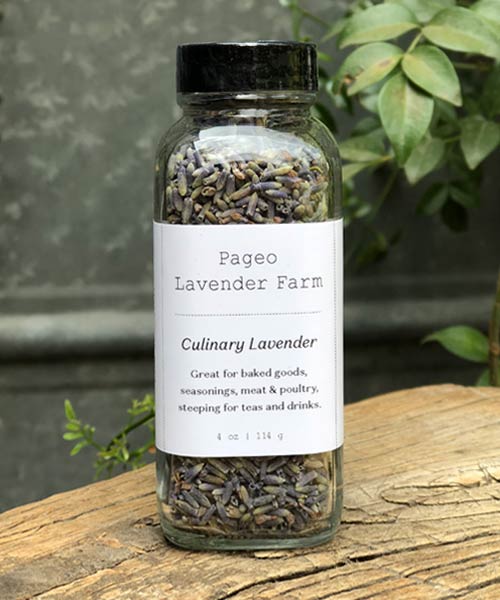 Pageo
Lavender Farm
Culinary Lavender
Great for baked goods,
seasonings, meat & poultry,
steeping for teas and drinks.
4 oz | 114 g